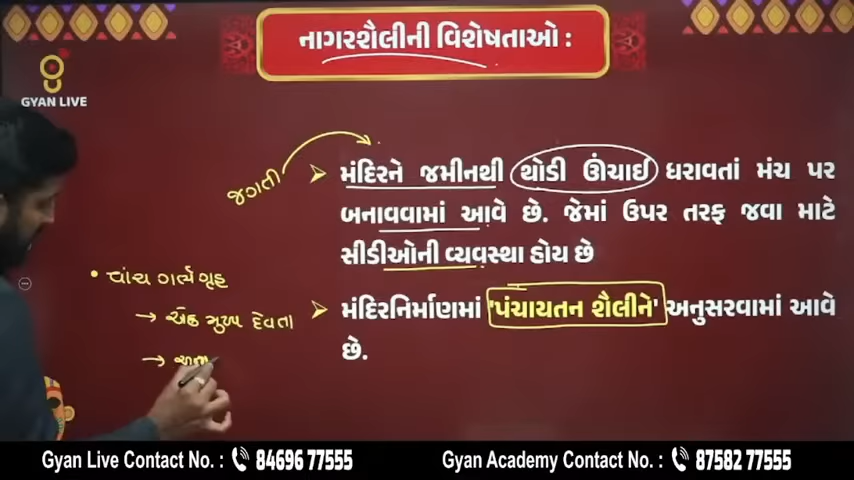 નાગરશૈલીની વિશેષતાઓ :
GYAN LIVE
જગતી
➢ મંદિરને જમીનથી થોડી ઊંચાઈ ધરાવતાં મંચ પર
બનાવવામાં આવે છે. જેમાં ઉપર તરફ જવા માટે
સીડીઓની વ્યવસ્થા હોય છે
• પાંચ ગર્ભગૃહ
→ એક મુખ્ય દેવતા
→
➢ મંદિરનિર્માણમાં 'પંચાયતન શૈલીને' અનુસરવામાં આવે
છે.
Gyan Live Contact No. : 84696 77555
Gyan Academy Contact No. : 87582 77555